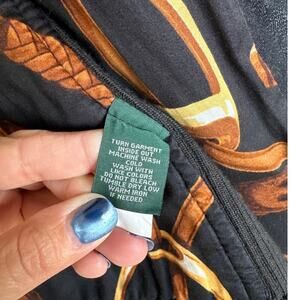 TURN GARMENT
INSIDE OUT
MACHINE WASH
COLD
WASH WITH
LIKE COLORS
DO NOT BLEACH
TUMBLE DRY LOW
WARM IRON
IF NEEDED